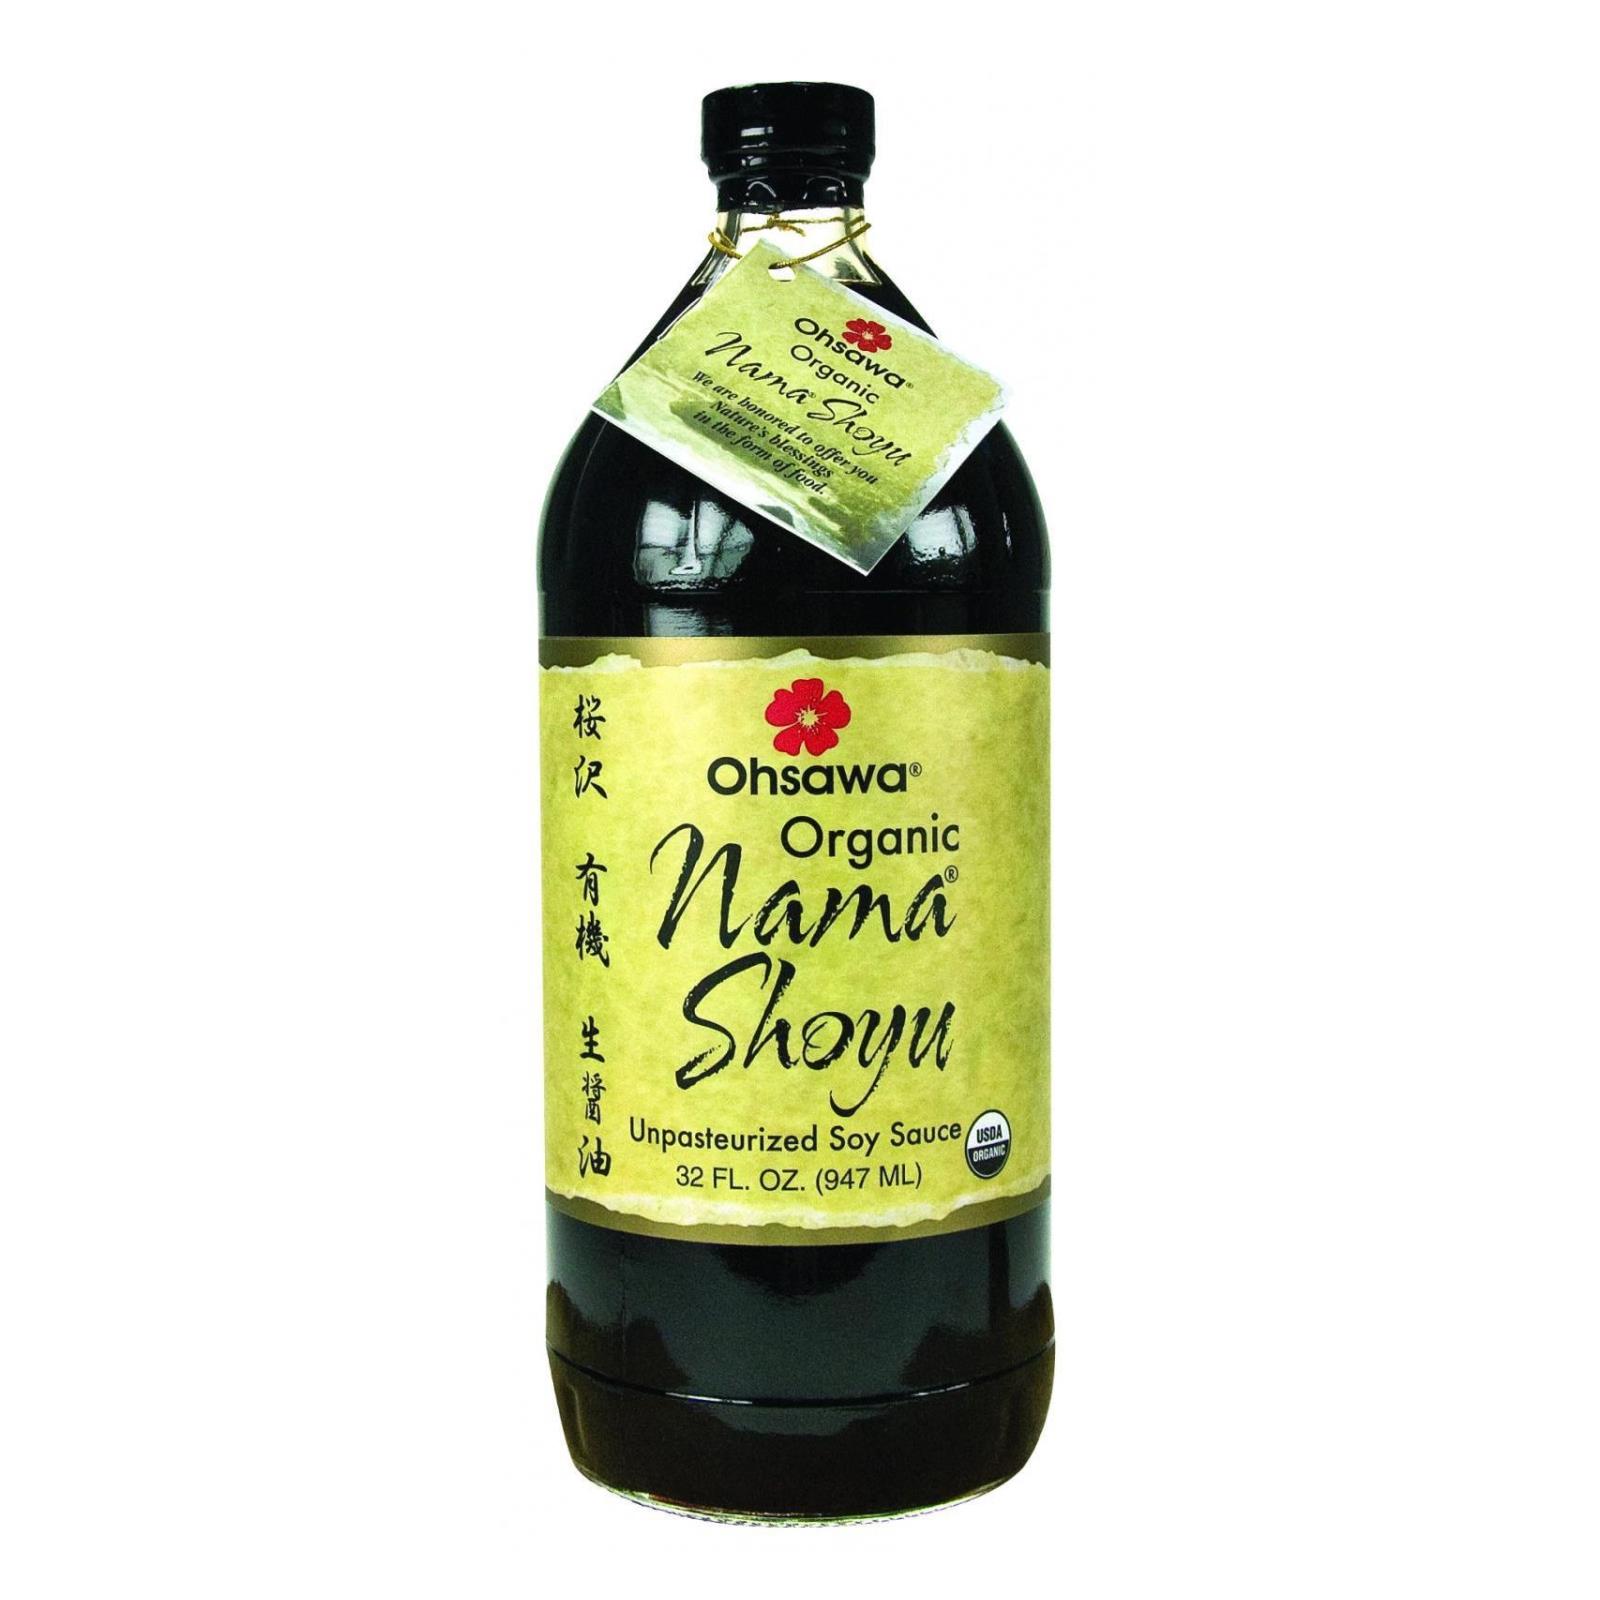 Ohsawa®
Organic
Nama® Shoyu
We are honored to offer you
Nature's blessings
in the form of food.
Ohsawa®
Organic
Nama®
Shoyu
Unpasteurized Soy Sauce
32 FL. OZ. (947 ML)
USDA
ORGANIC
桜沢 有機 生醤油